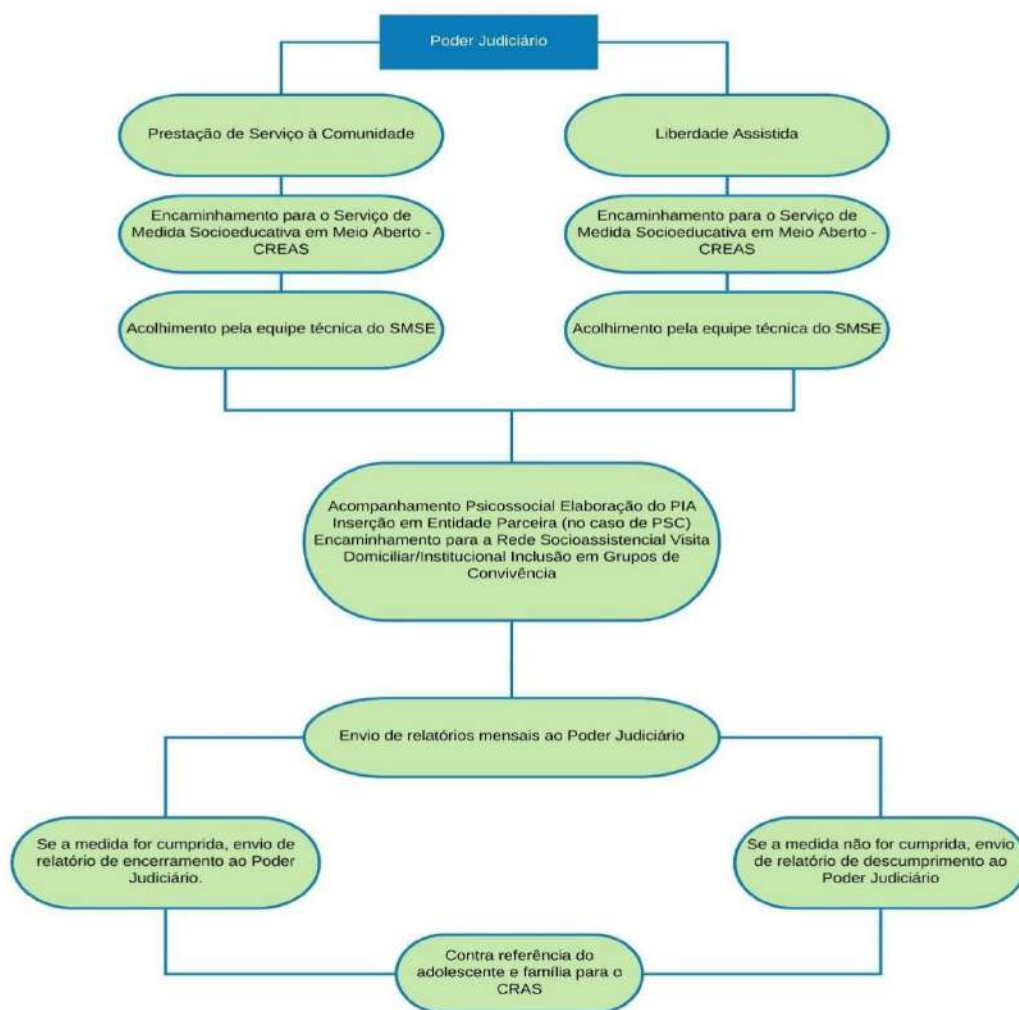 Poder Judiciário
Prestação de Serviço à Comunidade
Liberdade Assistida
Encaminhamento para o Serviço de
Medida Socioeducativa em Meio Aberto -
CREAS
Encaminhamento para o Serviço de
Medida Socioeducativa em Meio Aberto -
CREAS
Acolhimento pela equipe técnica do SMSE
Acolhimento pela equipe técnica do SMSE
Acompanhamento Psicossocial Elaboração do PIA
Inserção em Entidade Parceira (no caso de PSC)
Encaminhamento para a Rede Socioassistencial Visita
Domiciliar/Institucional Inclusão em Grupos de
Convivência
Envio de relatórios mensais ao Poder Judiciário
Se a medida for cumprida, envio de
relatório de encerramento ao Poder
Judiciário.
Se a medida não for cumprida, envio
de relatório de descumprimento ao
Poder Judiciário
Contra referência do
adolescente e família para o
CRAS